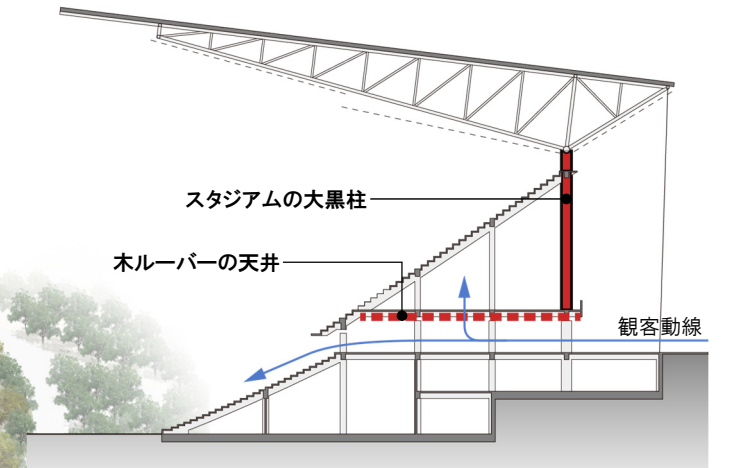 スタジアムの大黒柱
木ルーバーの天井
観客動線